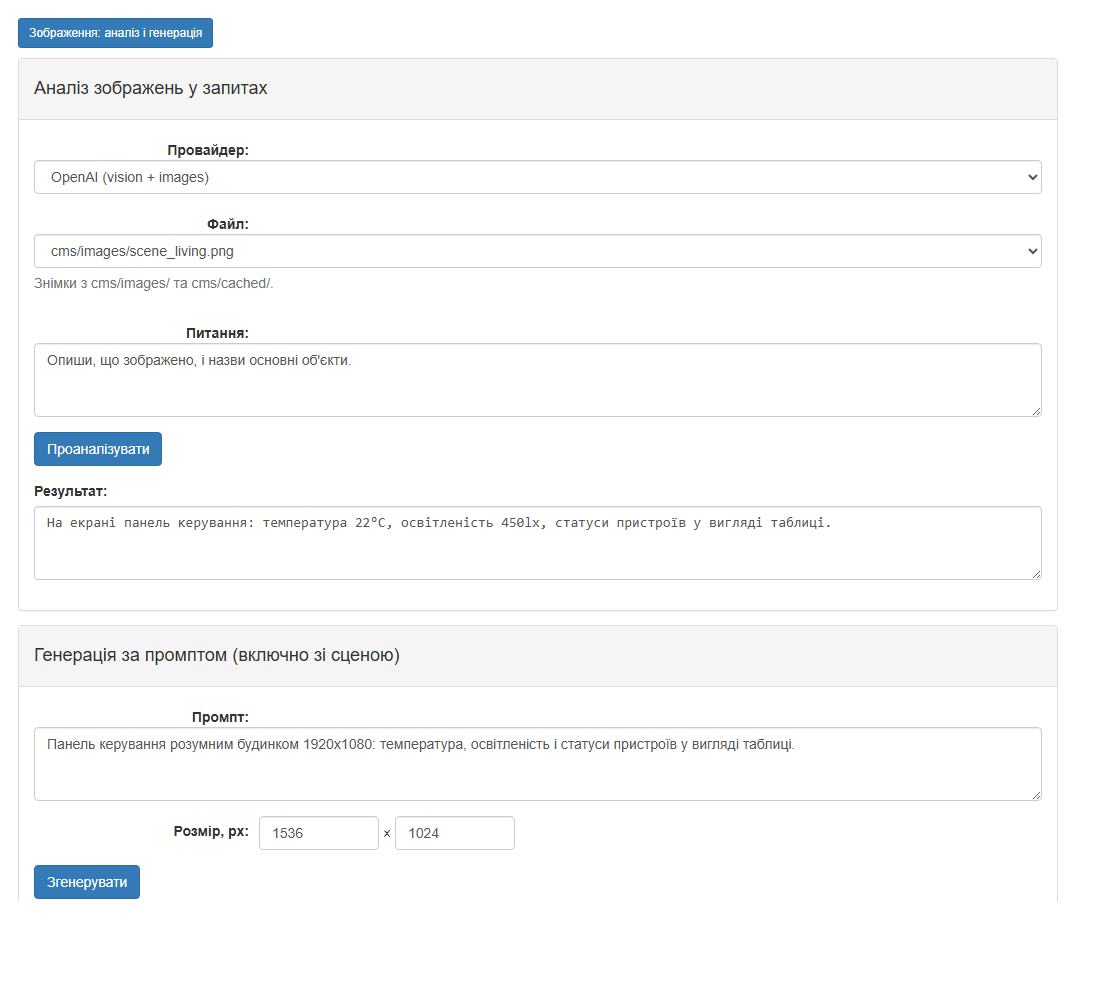 Зображення: аналіз і генерація
Аналіз зображень у запитах
Провайдер:
OpenAI (vision + images)
Файл:
cms/images/scene_living.png
Знімки з cms/images/ та cms/cached/.
Питання:
Опиши, що зображено, і назви основні об'єкти.
Проаналізувати
Результат:
На екрані панель керування: температура 22°C, освітленість 450lx, статуси пристроїв у вигляді таблиці.
Генерація за промптом (включно зі сценою)
Промпт:
Панель керування розумним будинком 1920x1080: температура, освітленість і статуси пристроїв у вигляді таблиці.
Розмір, px: 1536 × 1024
Згенерувати